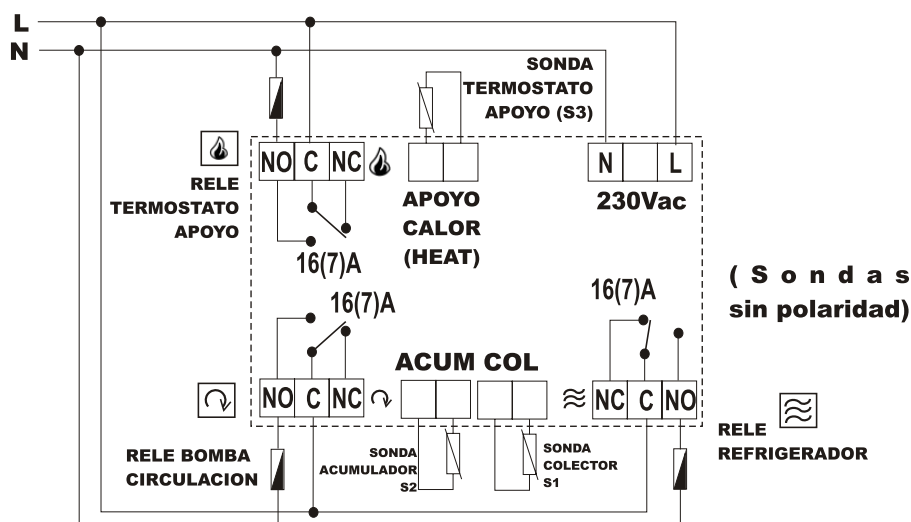 L
N
SONDA
TERMOSTATO
APOYO (S3)
NO C NC
N L
RELE
TERMOSTATO
APOYO
APOYO
CALOR
(HEAT)
230Vac
16(7)A
16(7)A
16(7)A
(Sondas
sin polaridad)
ACUM COL
NO C NC
NC C NO
RELE BOMBA
CIRCULACION
SONDA
ACUMULADOR
S2
SONDA
COLECTOR
S1
RELE
REFRIGERADOR